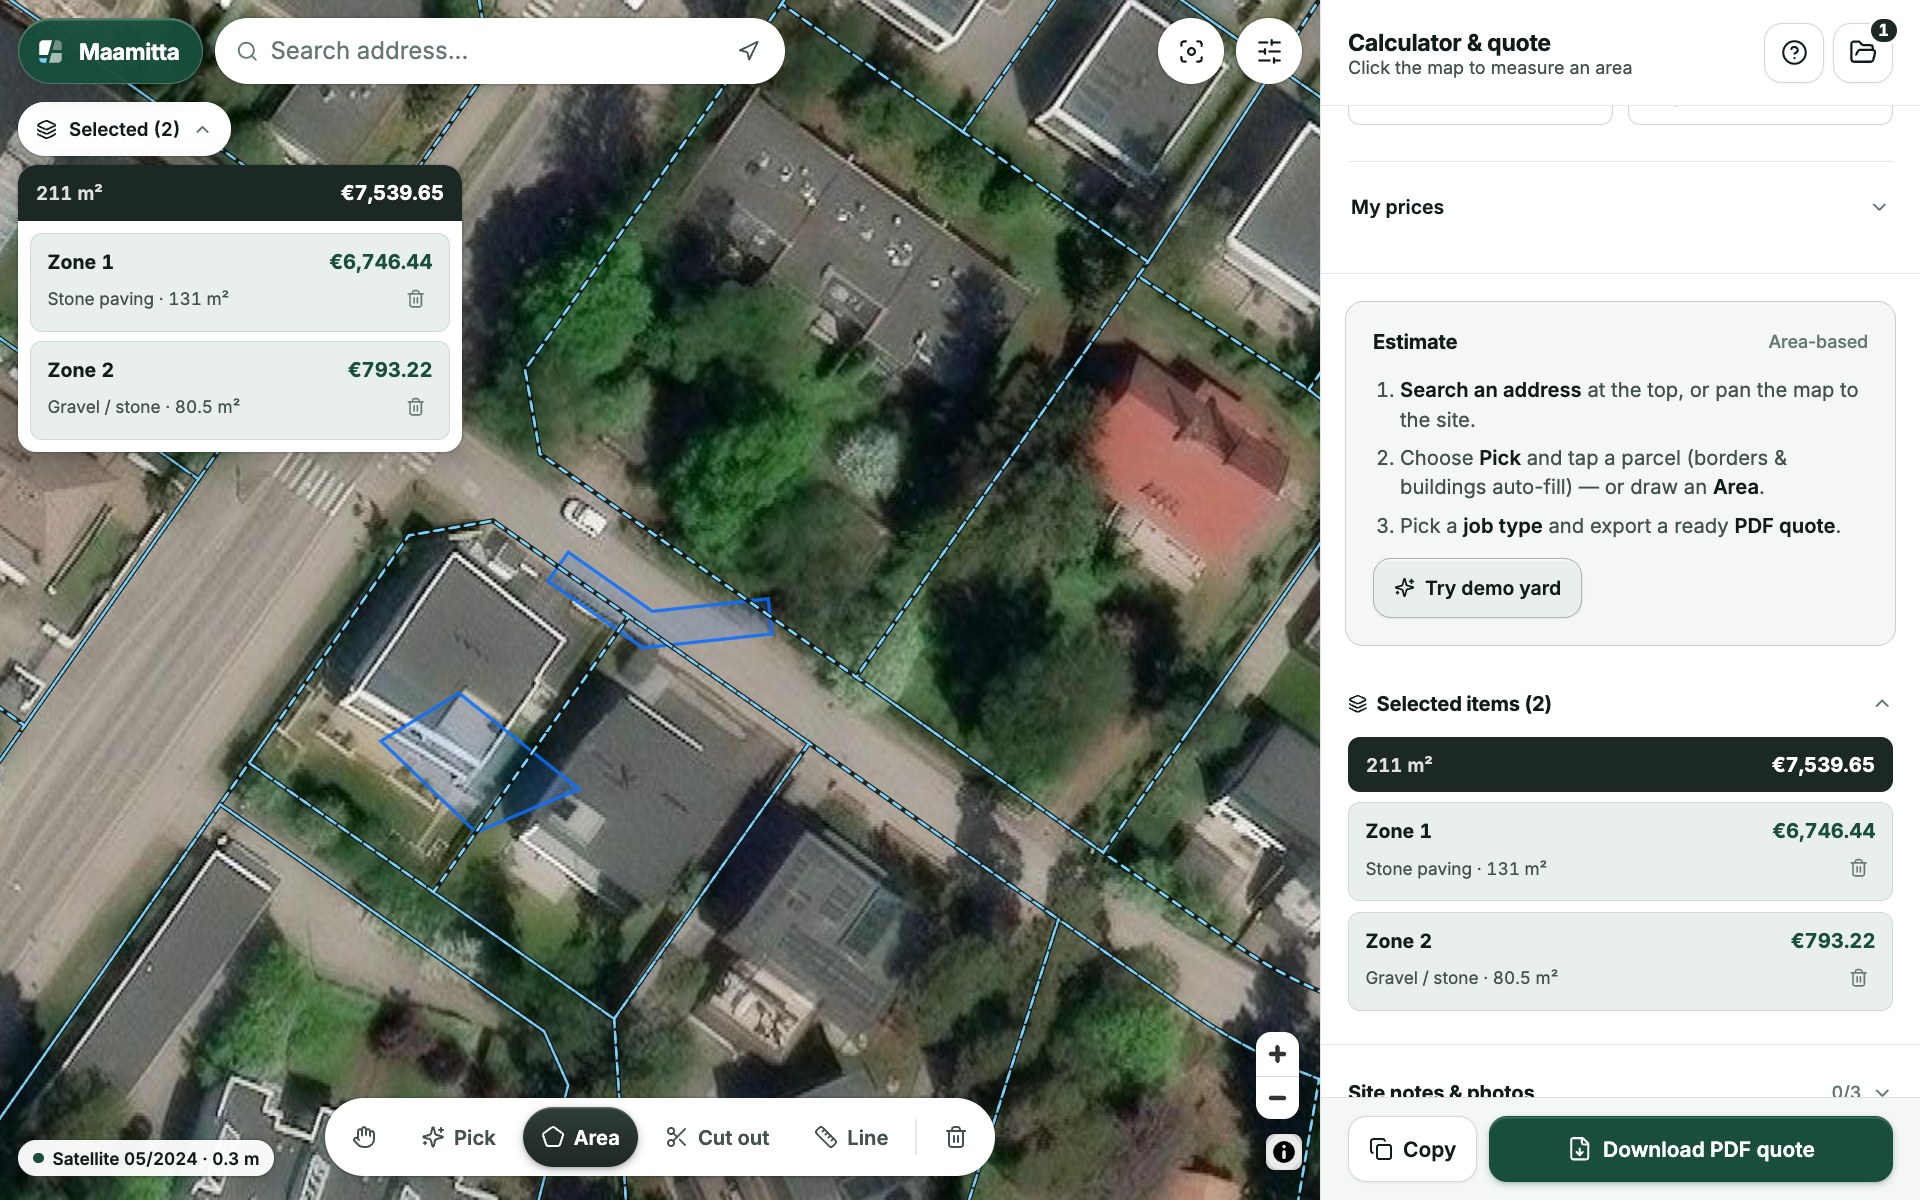 Maamitta
Search address...
Selected (2)
211 m²
€7,539.65
Zone 1
€6,746.44
Stone paving · 131 m²
Zone 2
€793.22
Gravel / stone · 80.5 m²
Pick
Area
Cut out
Line
Satellite 05/2024 · 0.3 m
Calculator & quote
Click the map to measure an area
1
My prices
Estimate
Area-based
1. Search an address at the top, or pan the map to
the site.
2. Choose Pick and tap a parcel (borders &
buildings auto-fill) — or draw an Area.
3. Pick a job type and export a ready PDF quote.
Try demo yard
Selected items (2)
211 m²
€7,539.65
Zone 1
€6,746.44
Stone paving · 131 m²
Zone 2
€793.22
Gravel / stone · 80.5 m²
Site notes & photos
0/3
Copy
Download PDF quote